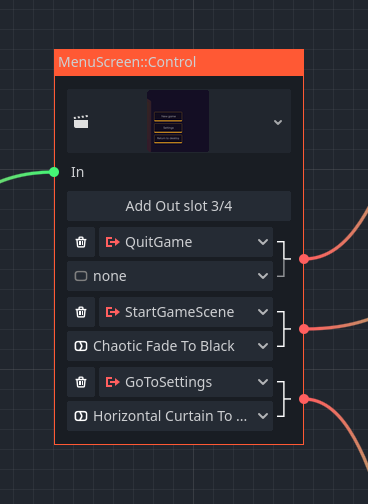 MenuScreen::Control
In
Add Out slot 3/4
QuitGame
none
StartGameScene
Chaotic Fade To Black
GoToSettings
Horizontal Curtain To ...